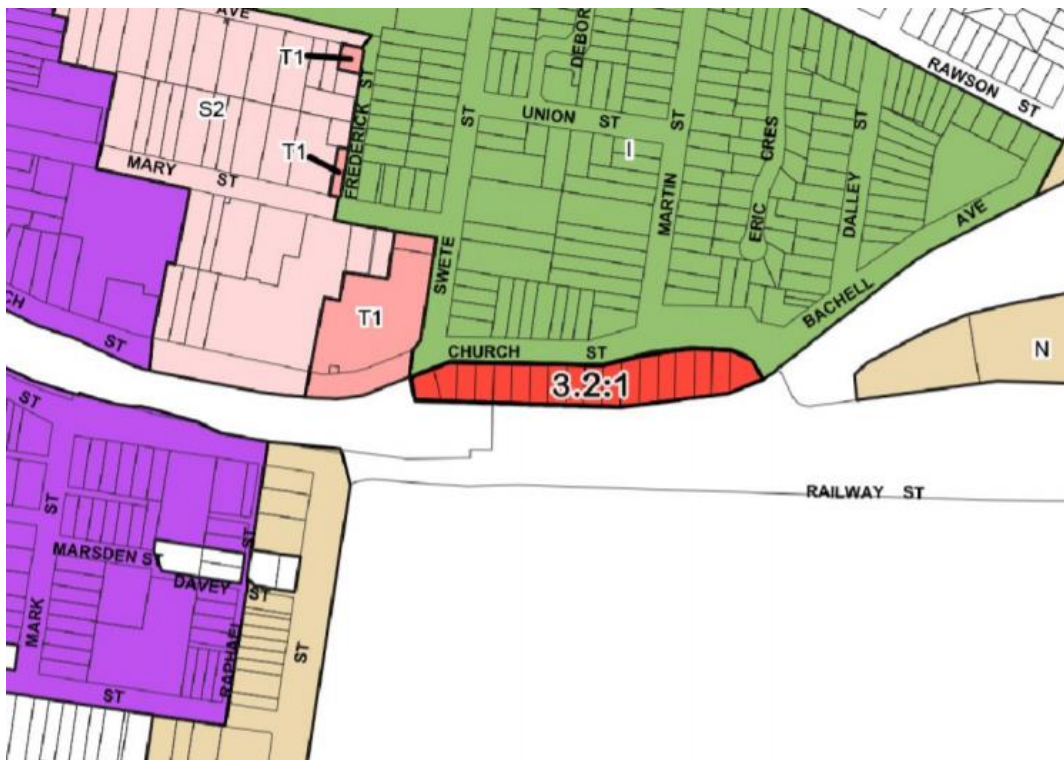 AVE
T1
S2
FREDERICK ST
T1
MARY ST
DEBOR
RAWSON ST
UNION ST
ST
I
ST
CRES
ST
MARTIN
ERIC
DALLEY
BACHELL AVE
SWETE
T1
CH ST
CHURCH ST
3.2:1
N
RAILWAY ST
ST
ST
MARSDEN ST
ST
DAVEY ST
MARK
RAPHAEL
ST
ST